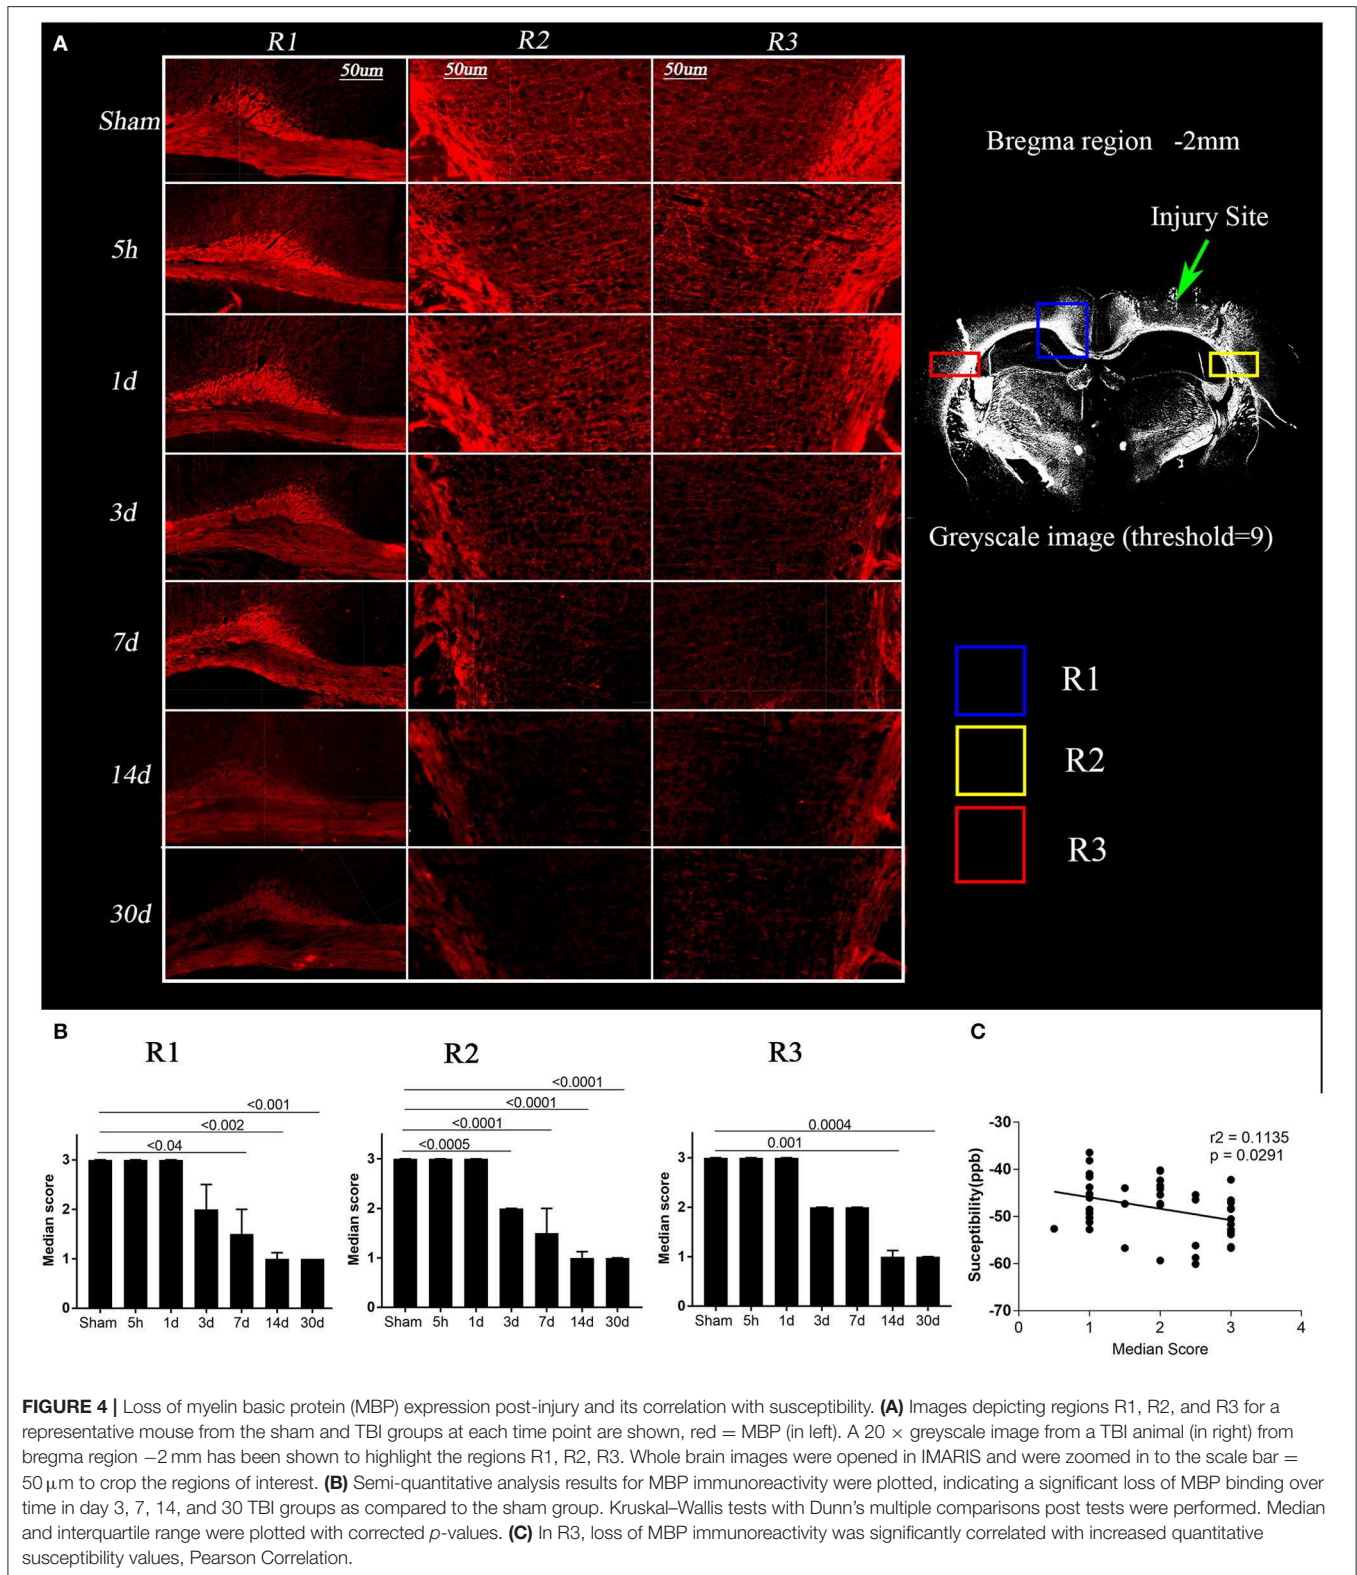 A
R1 R2 R3
50um 50um 50um
Sham
5h
1d
3d
7d
14d
30d
Bregma region -2mm
Injury Site
Greyscale image (threshold=9)
R1
R2
R3
B
R1
<0.001
<0.002
<0.04
Median score
3
2
1
0
Sham 5h 1d 3d 7d 14d 30d
R2
<0.0001
<0.0001
<0.0001
<0.0005
Median score
3
2
1
0
Sham 5h 1d 3d 7d 14d 30d
R3
0.0004
0.001
Median score
3
2
1
0
Sham 5h 1d 3d 7d 14d 30d
C
r2 = 0.1135
p = 0.0291
Suceptibility(ppb)
-30
-40
-50
-60
-70
0 1 2 3 4
Median Score
FIGURE 4 | Loss of myelin basic protein (MBP) expression post-injury and its correlation with susceptibility. (A) Images depicting regions R1, R2, and R3 for a
representative mouse from the sham and TBI groups at each time point are shown, red = MBP (in left). A 20 × greyscale image from a TBI animal (in right) from
bregma region −2 mm has been shown to highlight the regions R1, R2, R3. Whole brain images were opened in IMARIS and were zoomed in to the scale bar =
50 μm to crop the regions of interest. (B) Semi-quantitative analysis results for MBP immunoreactivity were plotted, indicating a significant loss of MBP binding over
time in day 3, 7, 14, and 30 TBI groups as compared to the sham group. Kruskal–Wallis tests with Dunn's multiple comparisons post tests were performed. Median
and interquartile range were plotted with corrected p-values. (C) In R3, loss of MBP immunoreactivity was significantly correlated with increased quantitative
susceptibility values, Pearson Correlation.